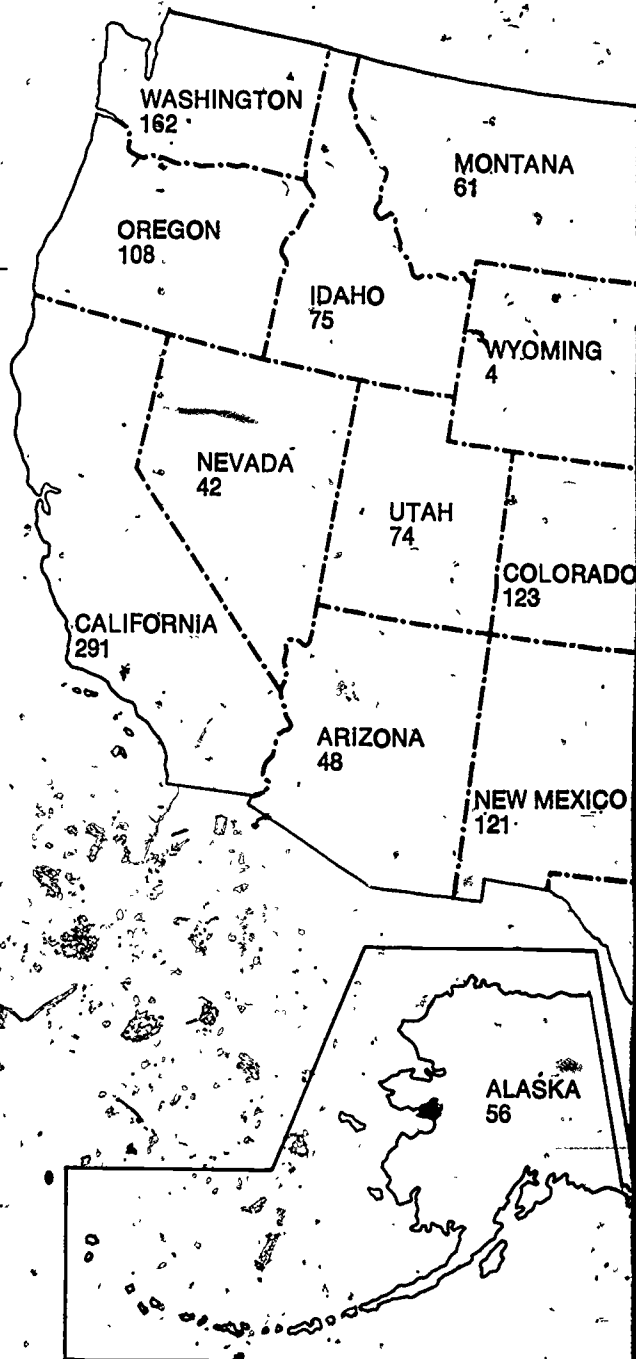 WASHINGTON
162
MONTANA
61
OREGON
108
IDAHO
75
WYOMING
4
NEVADA
42
UTAH
74
COLORADO
123
CALIFORNIA
291
ARIZONA
48
NEW MEXICO
121
ALASKA
56